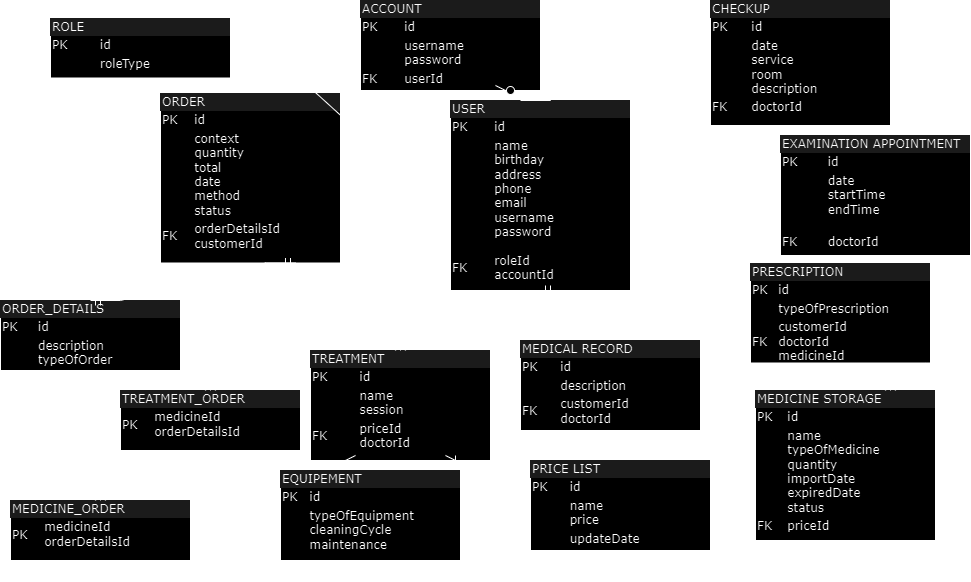 ROLE
PK id
roleType
ACCOUNT
PK id
username
password
FK userId
CHECKUP
PK id
date
service
room
description
FK doctorId
ORDER
PK id
context
quantity
total
date
method
status
FK orderDetailsId
customerId
USER
PK id
name
birthday
address
phone
email
username
password
FK roleId
accountId
EXAMINATION APPOINTMENT
PK id
date
startTime
endTime
FK doctorId
PRESCRIPTION
PK id
typeOfPrescription
customerId
FK doctorId
medicineId
ORDER_DETAILS
PK id
description
typeOfOrder
TREATMENT
PK id
name
session
FK priceId
doctorId
MEDICAL RECORD
PK id
description
FK customerId
doctorId
TREATMENT_ORDER
PK medicineId
orderDetailsId
MEDICINE STORAGE
PK id
name
typeOfMedicine
quantity
importDate
expiredDate
status
FK priceId
MEDICINE_ORDER
PK medicineId
orderDetailsId
EQUIPEMENT
PK id
typeOfEquipment
cleaningCycle
maintenance
PRICE LIST
PK id
name
price
updateDate